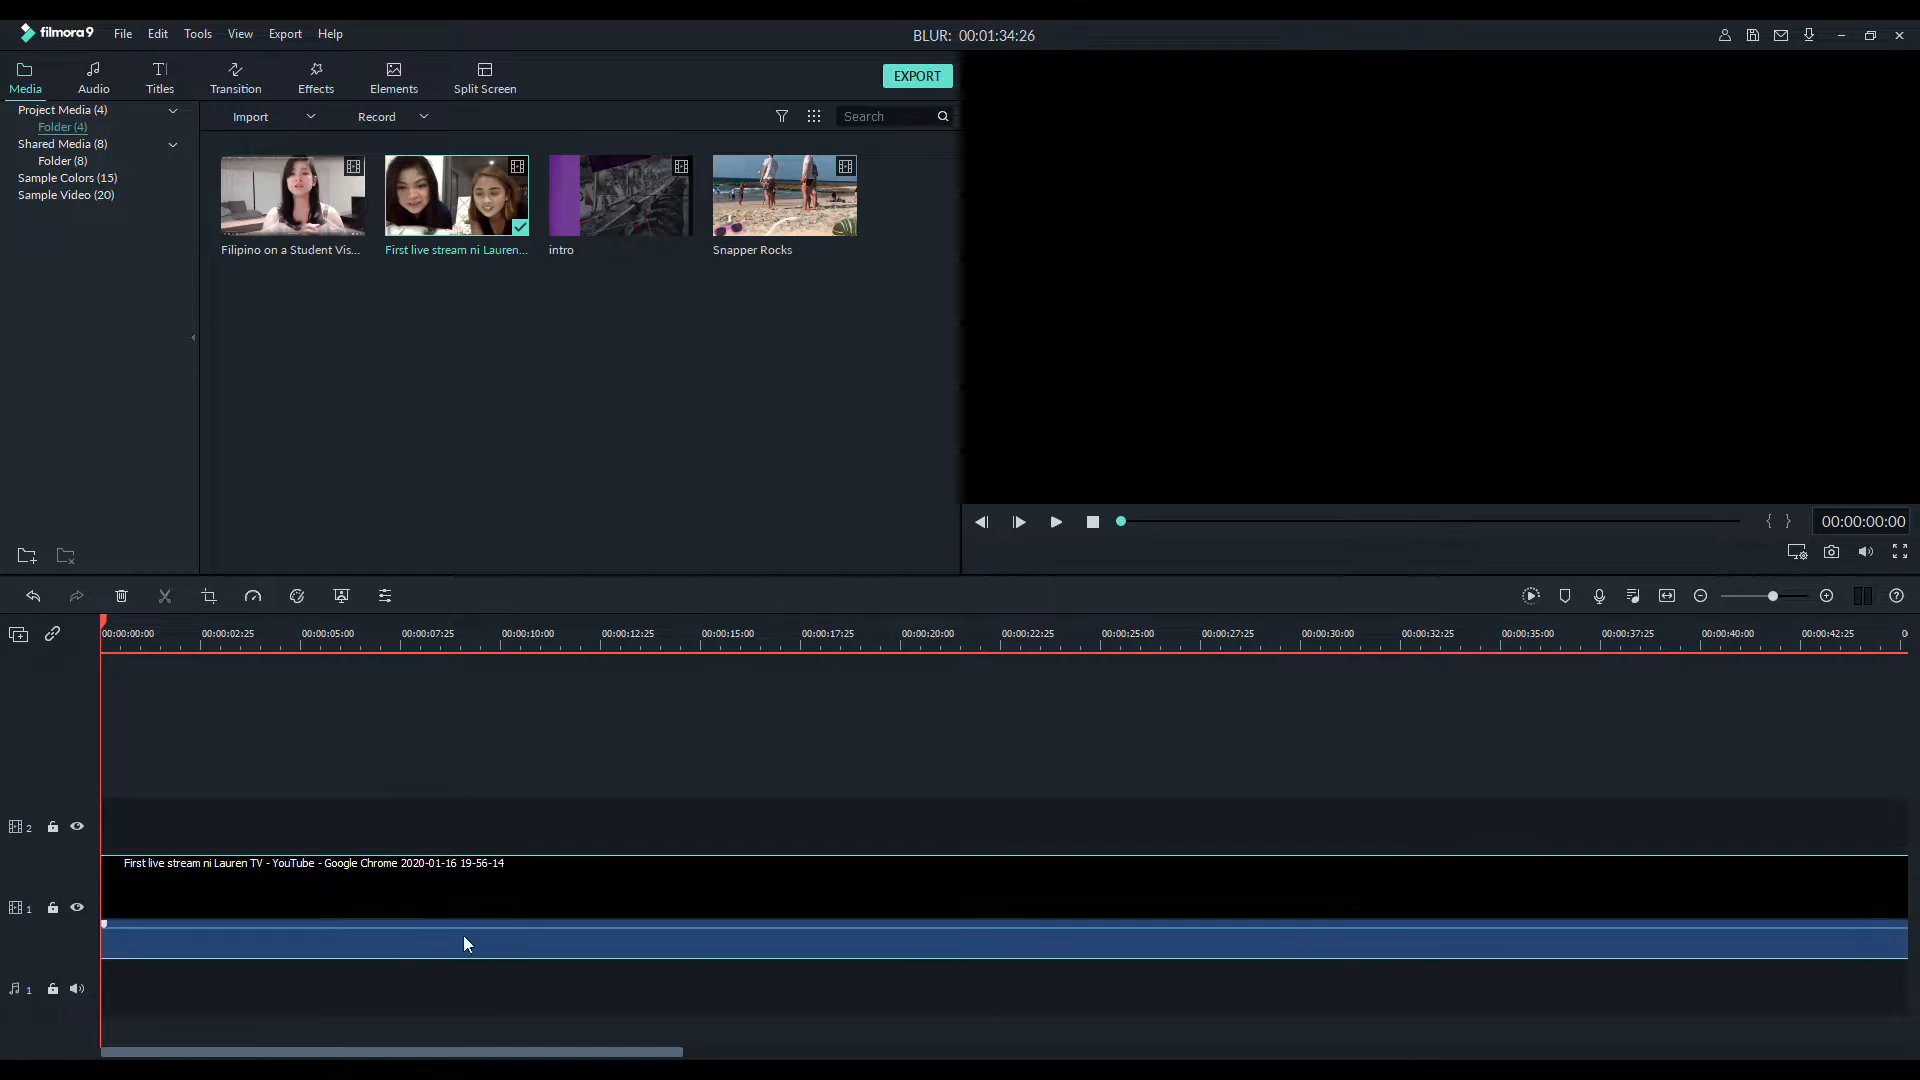 filmora9 File Edit Tools View Export Help BLUR: 00:01:34:26
Media Audio Titles Transition Effects Elements Split Screen EXPORT
Project Media (4)
Folder (4)
Shared Media (8)
Folder (8)
Sample Colors (15)
Sample Video (20)
Import Record Search
Filipino on a Student Vis... First live stream ni Lauren... intro Snapper Rocks
00:00:00:00
00:00:00:00 00:00:02:25 00:00:05:00 00:00:07:25 00:00:10:00 00:00:12:25 00:00:15:00 00:00:17:25 00:00:20:00 00:00:22:25 00:00:25:00 00:00:27:25 00:00:30:00 00:00:32:25 00:00:35:00 00:00:37:25 00:00:40:00 00:00:42:25 0
2
First live stream ni Lauren TV - YouTube - Google Chrome 2020-01-16 19-56-14
1
1